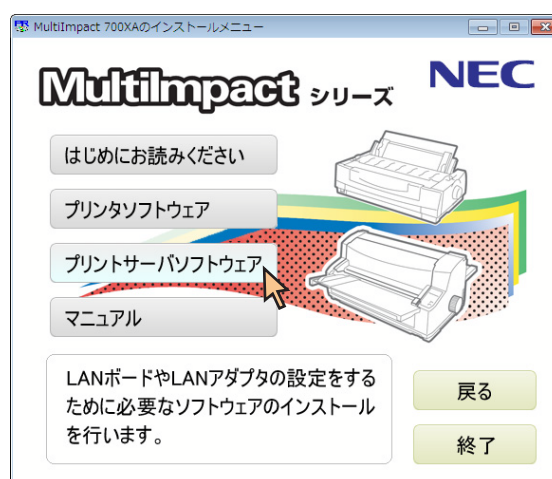 MultiImpact 700XAのインストールメニュー
MultiImpact シリーズ
NEC
はじめにお読みください
プリンタソフトウェア
プリントサーバソフトウェア
マニュアル
LANボードやLANアダプタの設定をする
ために必要なソフトウェアのインストール
を行います。
戻る
終了